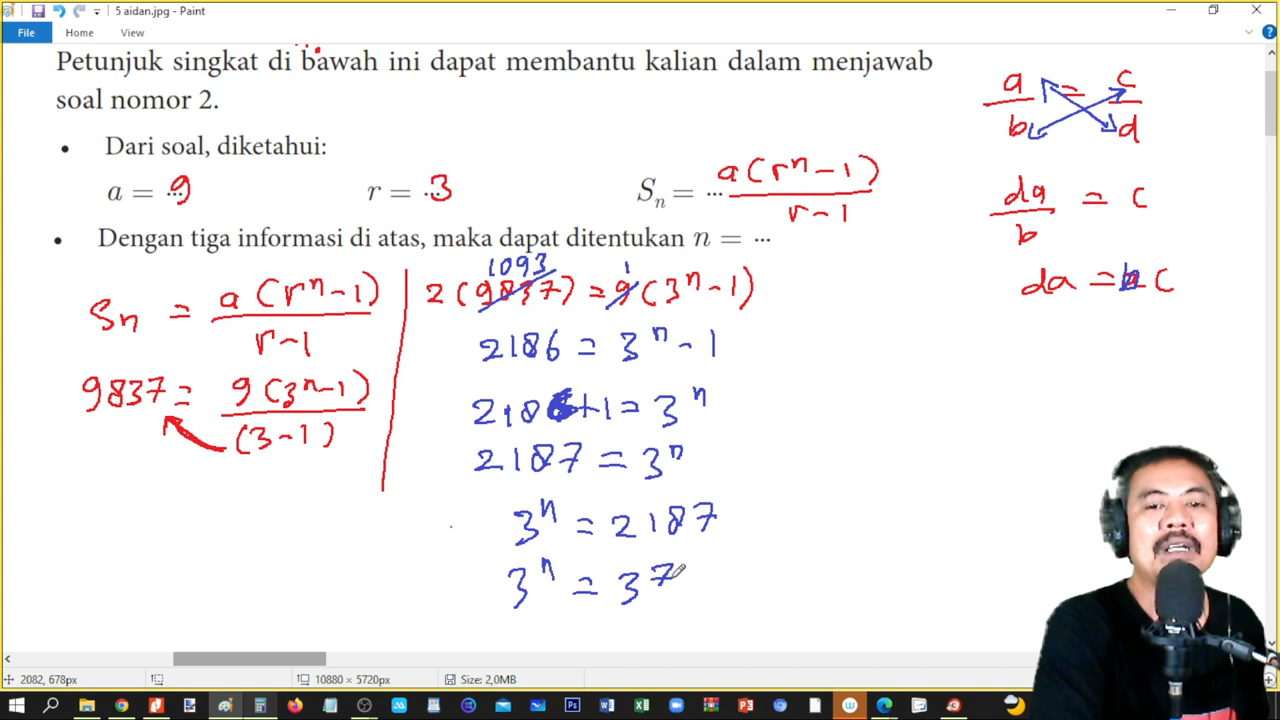 5 aidan.jpg - Paint
File Home View
Petunjuk singkat di bawah ini dapat membantu kalian dalam menjawab
soal nomor 2.
• Dari soal, diketahui:
a = ... 9 r = ... 3 Sₙ = ... a(rⁿ-1)/r-1
• Dengan tiga informasi di atas, maka dapat ditentukan n = ...
Sn = a(rⁿ-1)/r-1
9837 = 9(3ⁿ-1)/(3-1)
1093 1
2(9837) = 9(3ⁿ-1)
2186 = 3ⁿ - 1
2186+1 = 3ⁿ
2187 = 3ⁿ
3ⁿ = 2187
3ⁿ = 3⁷
a/b = c/d
da/b = c
da = b c
2082, 678px
10880 × 5720px
Size: 2,0MB